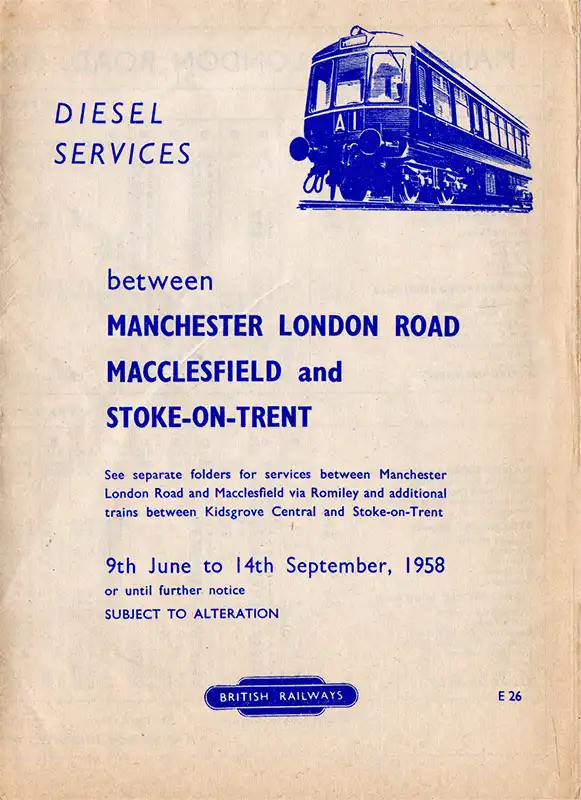 DIESEL
SERVICES
A1
between
MANCHESTER LONDON ROAD
MACCLESFIELD and
STOKE-ON-TRENT
See separate folders for services between Manchester
London Road and Macclesfield via Romiley and additional
trains between Kidsgrove Central and Stoke-on-Trent
9th June to 14th September, 1958
or until further notice
SUBJECT TO ALTERATION
BRITISH RAILWAYS
E 26